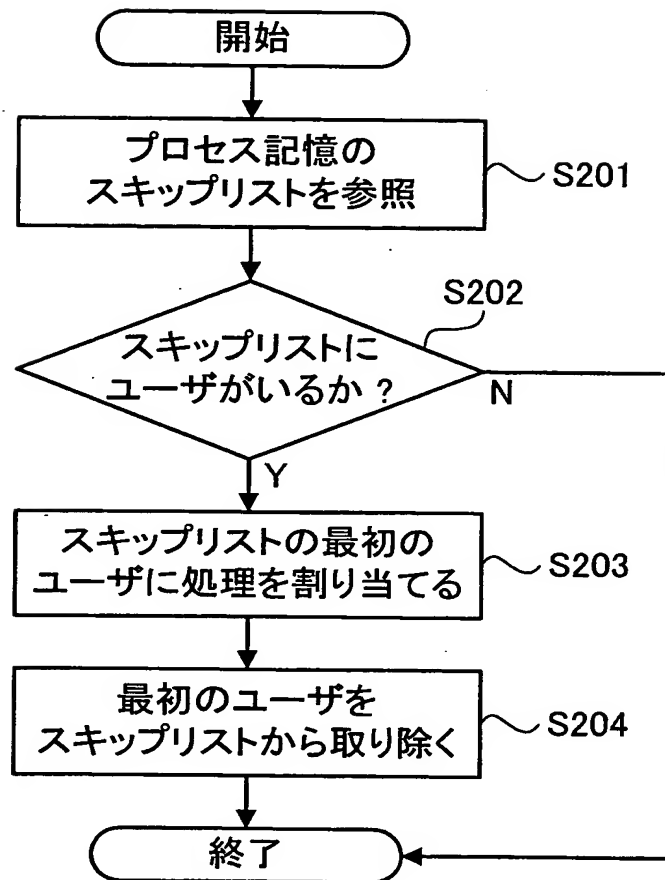 開始
プロセス記憶の
スキップリストを参照
S201
S202
スキップリストに
ユーザがいるか?
N
Y
スキップリストの最初の
ユーザに処理を割り当てる
S203
最初のユーザを
スキップリストから取り除く
S204
終了